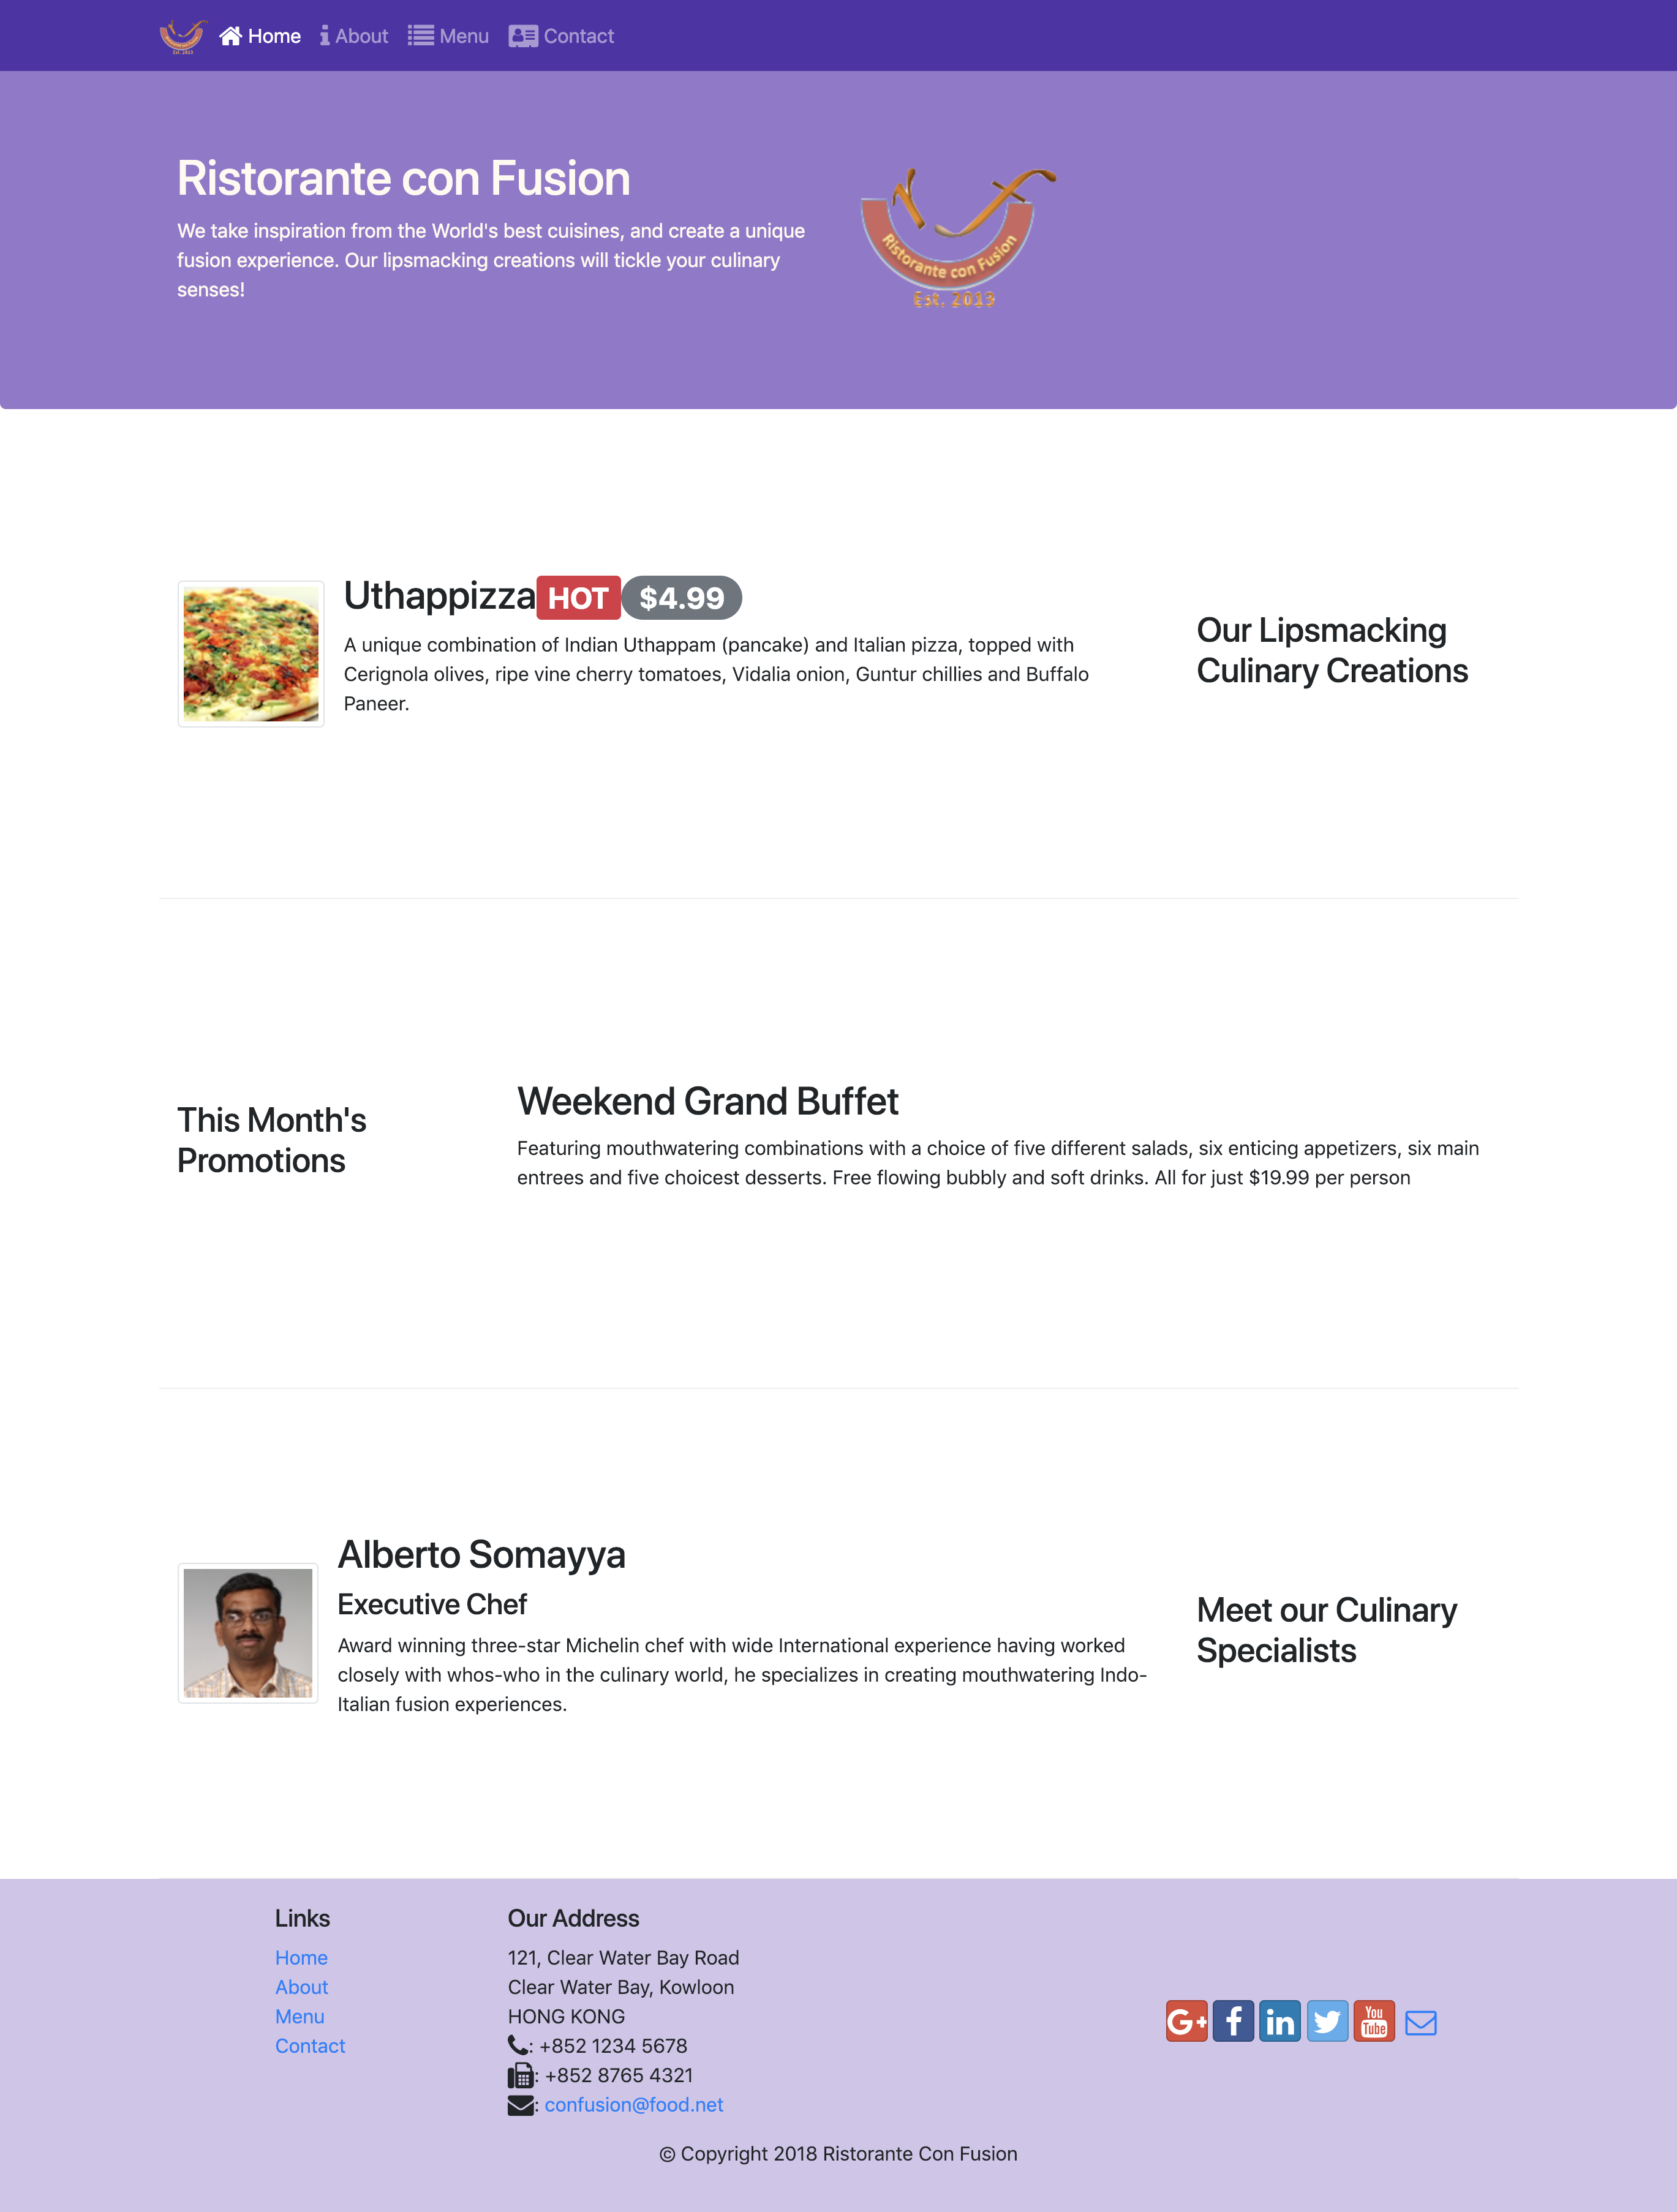 Est. 2013
Home
About
Menu
Contact
Ristorante con Fusion
We take inspiration from the World's best cuisines, and create a unique
fusion experience. Our lipsmacking creations will tickle your culinary
senses!
Ristorante con Fusion
Est. 2013
Uthappizza HOT $4.99
A unique combination of Indian Uthappam (pancake) and Italian pizza, topped with
Cerignola olives, ripe vine cherry tomatoes, Vidalia onion, Guntur chillies and Buffalo
Paneer.
Our Lipsmacking
Culinary Creations
This Month's
Promotions
Weekend Grand Buffet
Featuring mouthwatering combinations with a choice of five different salads, six enticing appetizers, six main
entrees and five choicest desserts. Free flowing bubbly and soft drinks. All for just $19.99 per person
Alberto Somayya
Executive Chef
Award winning three-star Michelin chef with wide International experience having worked
closely with whos-who in the culinary world, he specializes in creating mouthwatering Indo-
Italian fusion experiences.
Meet our Culinary
Specialists
Links
Home
About
Menu
Contact
Our Address
121, Clear Water Bay Road
Clear Water Bay, Kowloon
HONG KONG
: +852 1234 5678
: +852 8765 4321
: confusion@food.net
G+ f in You Tube
© Copyright 2018 Ristorante Con Fusion